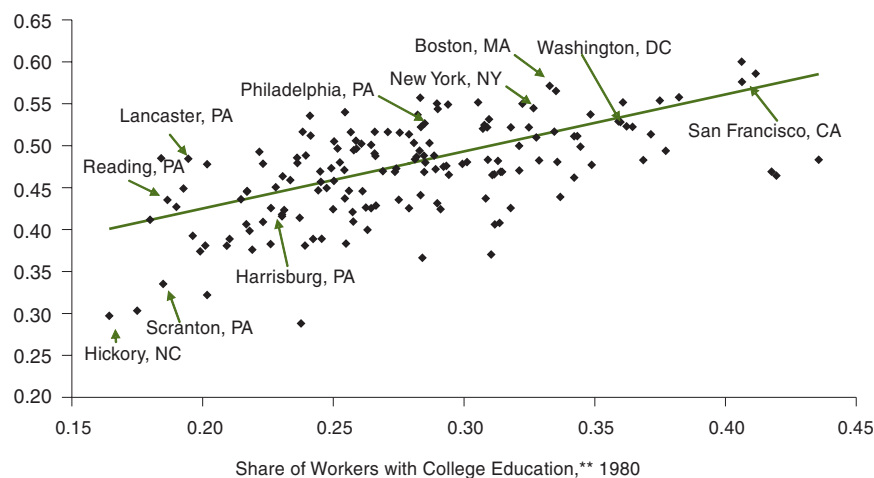 0.65
0.60
0.55
0.50
0.45
0.40
0.35
0.30
0.25
0.20
Boston, MA
Washington, DC
Philadelphia, PA
New York, NY
Lancaster, PA
San Francisco, CA
Reading, PA
Harrisburg, PA
Scranton, PA
Hickory, NC
0.15 0.20 0.25 0.30 0.35 0.40 0.45
Share of Workers with College Education,** 1980